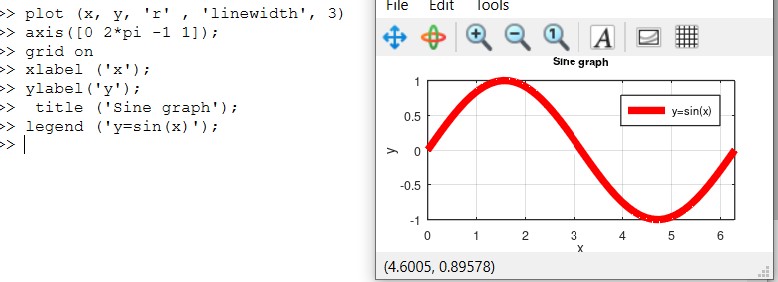 >> plot (x, y, 'r' , 'linewidth', 3)
>> axis([0 2*pi -1 1]);
>> grid on
>> xlabel ('x');
>> ylabel('y');
>>  title ('Sine graph');
>> legend ('y=sin(x)');
>>
File Edit Tools
A
Sine graph
y=sin(x)
1
0.5
0
-0.5
-1
y
0 1 2 3 4 5 6
x
(4.6005, 0.89578)